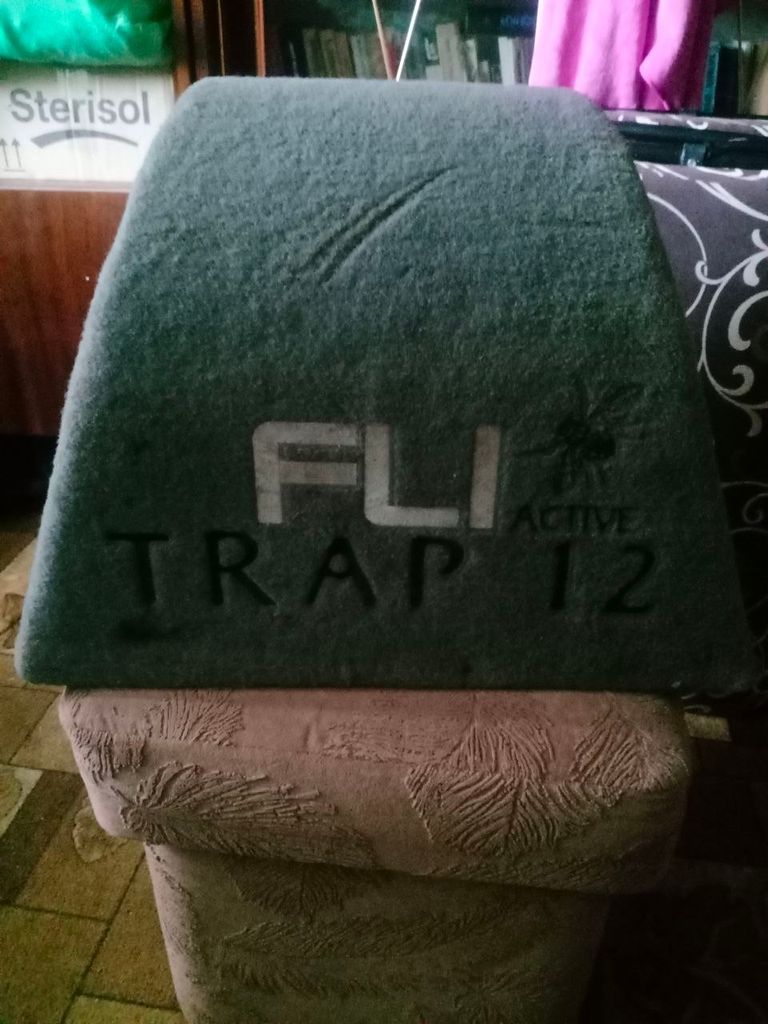 Sterisol
FLI
ACTIVE
TRAP 12